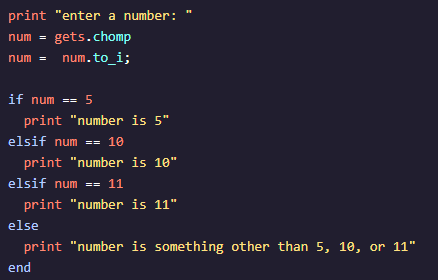 print "enter a number: "
num = gets.chomp
num =  num.to_i;

if num == 5
  print "number is 5"
elsif num == 10
  print "number is 10"
elsif num == 11
  print "number is 11"
else
  print "number is something other than 5, 10, or 11"
end